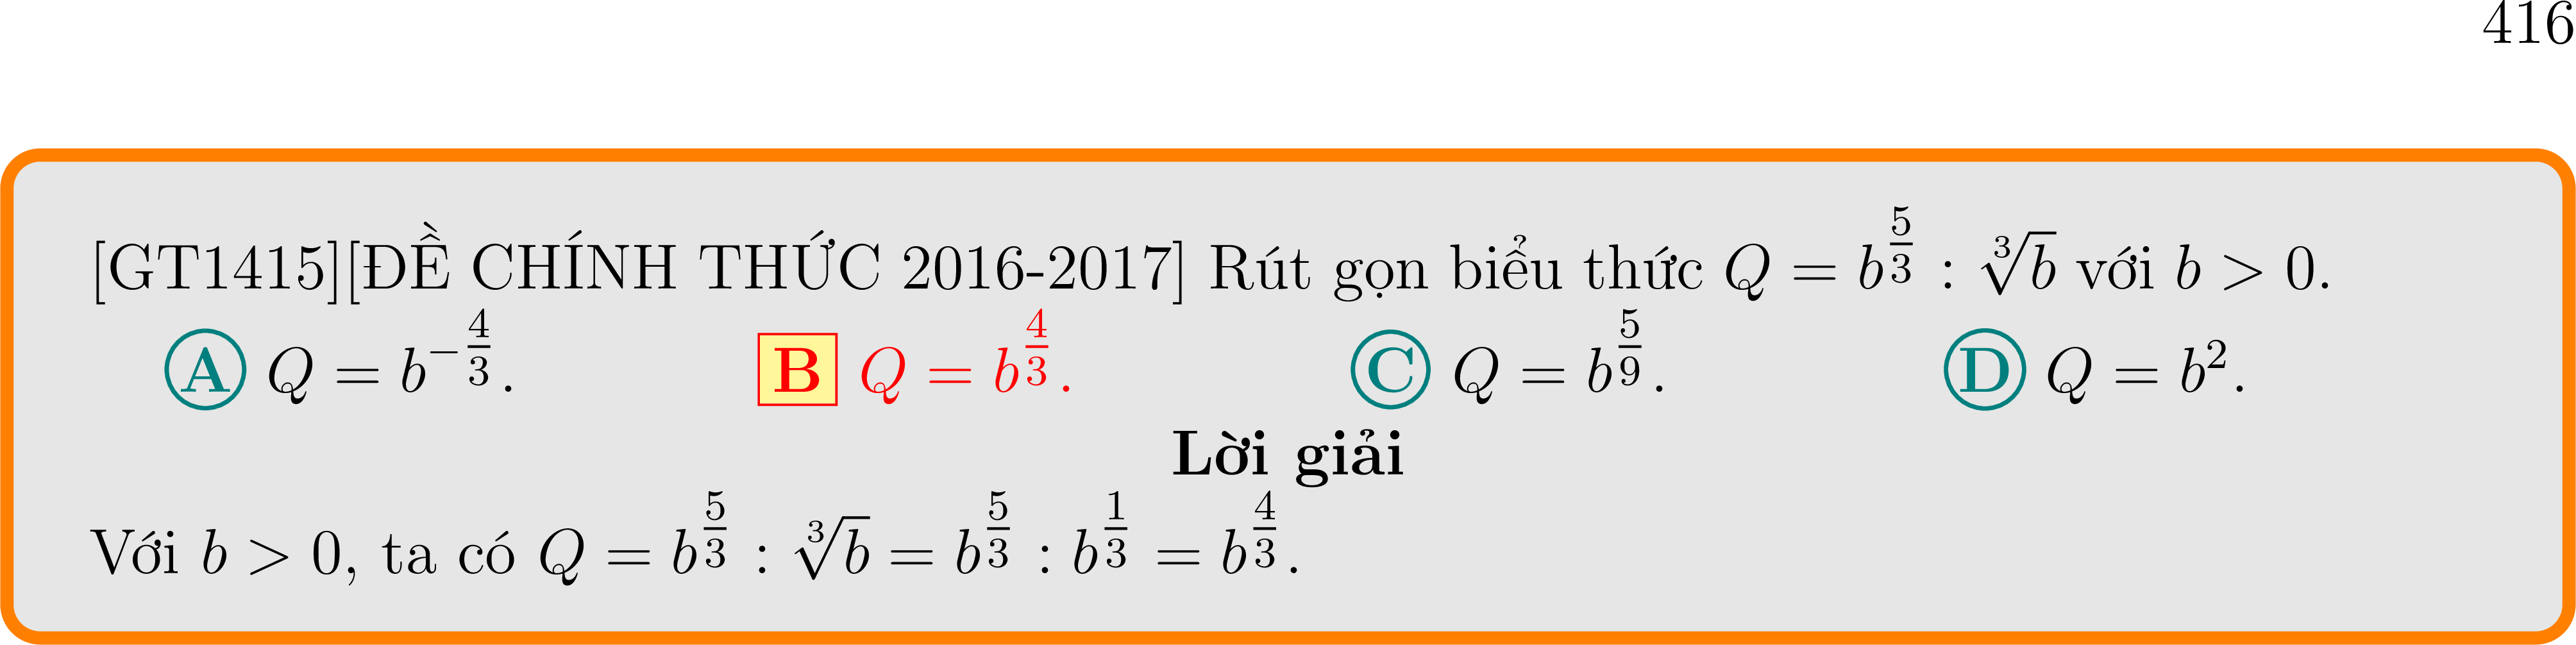 416
[GT1415][ĐỀ CHÍNH THỨC 2016-2017] Rút gọn biểu thức $Q = b^{\frac{5}{3}} : \sqrt[3]{b}$ với $b > 0$.
A $Q = b^{-\frac{4}{3}}$. B $Q = b^{\frac{4}{3}}$. C $Q = b^{\frac{5}{9}}$. D $Q = b^2$.
Lời giải
Với $b > 0$, ta có $Q = b^{\frac{5}{3}} : \sqrt[3]{b} = b^{\frac{5}{3}} : b^{\frac{1}{3}} = b^{\frac{4}{3}}$.